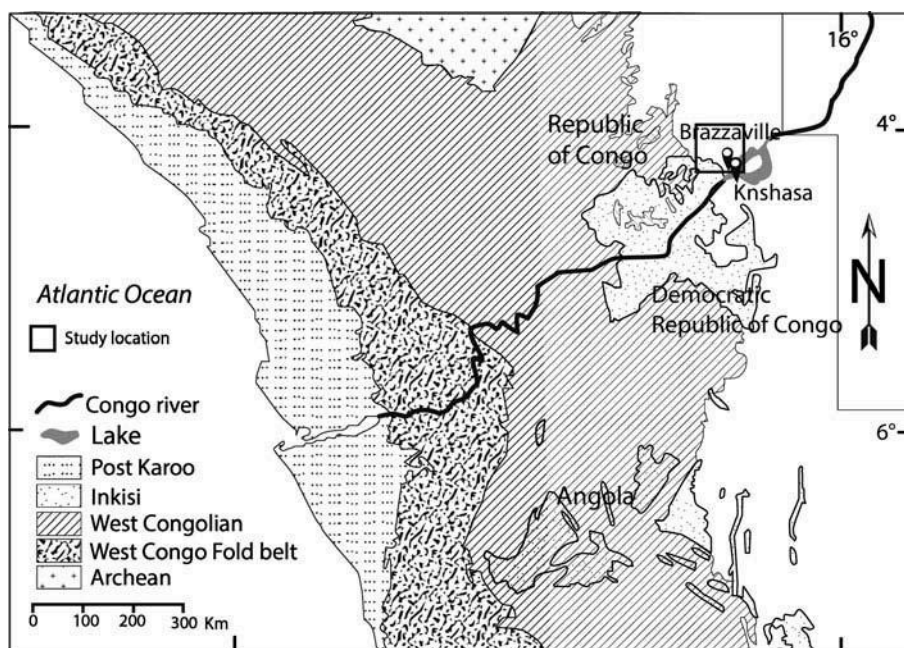 16°
Republic
of Congo
Brazzaville
4°
Knshasa
N
Democratic
Republic of Congo
Atlantic Ocean
Study location
Congo river
Lake
Post Karoo
Inkisi
West Congolian
West Congo Fold belt
Archean
0 100 200 300 Km
6°
Angola